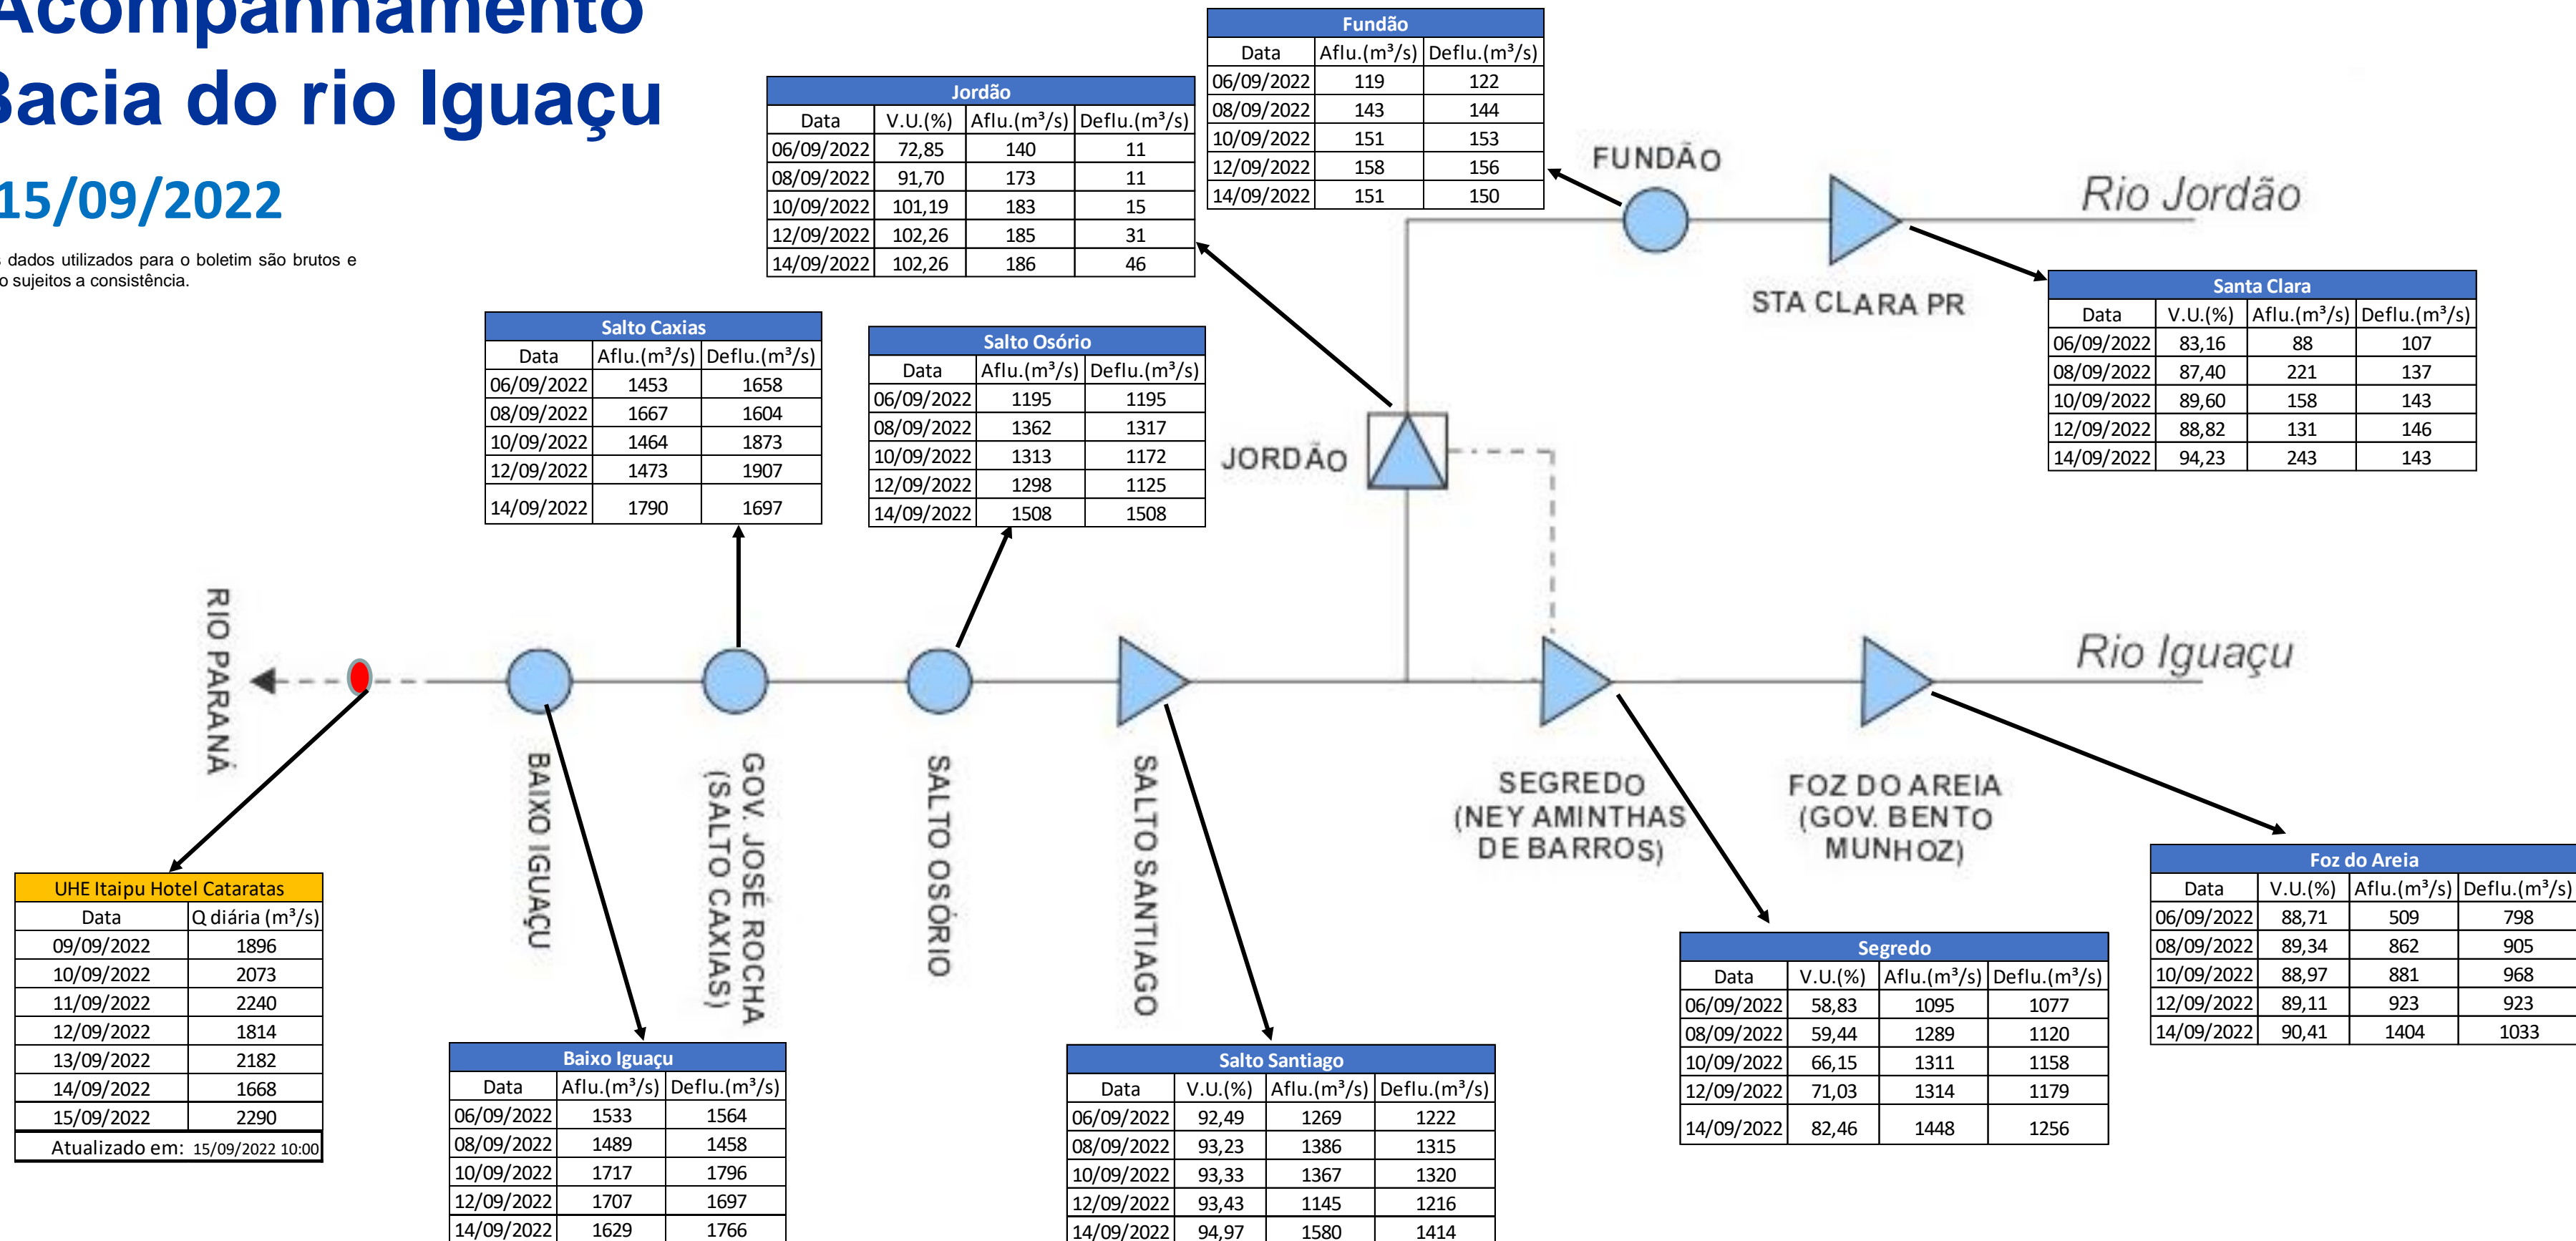 Acompanhamento
Bacia do rio Iguaçu
15/09/2022
dados utilizados para o boletim são brutos e
sujeitos a consistência.
Fundão
Data Aflu.(m³/s) Deflu.(m³/s)
06/09/2022 119 122
08/09/2022 143 144
10/09/2022 151 153
12/09/2022 158 156
14/09/2022 151 150
Jordão
Data V.U.(%) Aflu.(m³/s) Deflu.(m³/s)
06/09/2022 72,85 140 11
08/09/2022 91,70 173 11
10/09/2022 101,19 183 15
12/09/2022 102,26 185 31
14/09/2022 102,26 186 46
FUNDÃO
Rio Jordão
STA CLARA PR
Santa Clara
Data V.U.(%) Aflu.(m³/s) Deflu.(m³/s)
06/09/2022 83,16 88 107
08/09/2022 87,40 221 137
10/09/2022 89,60 158 143
12/09/2022 88,82 131 146
14/09/2022 94,23 243 143
Salto Caxias
Data Aflu.(m³/s) Deflu.(m³/s)
06/09/2022 1453 1658
08/09/2022 1667 1604
10/09/2022 1464 1873
12/09/2022 1473 1907
14/09/2022 1790 1697
Salto Osório
Data Aflu.(m³/s) Deflu.(m³/s)
06/09/2022 1195 1195
08/09/2022 1362 1317
10/09/2022 1313 1172
12/09/2022 1298 1125
14/09/2022 1508 1508
JORDÃO
RIO PARANÁ
Rio Iguaçu
BAIXO IGUAÇU
GOV. JOSÉ ROCHA
(SALTO CAXIAS)
SALTO OSÓRIO
SALTO SANTIAGO
SEGREDO
(NEY AMINTHAS
DE BARROS)
FOZ DO AREIA
(GOV. BENTO
MUNHOZ)
UHE Itaipu Hotel Cataratas
Data Q diária (m³/s)
09/09/2022 1896
10/09/2022 2073
11/09/2022 2240
12/09/2022 1814
13/09/2022 2182
14/09/2022 1668
15/09/2022 2290
Atualizado em: 15/09/2022 10:00
Baixo Iguaçu
Data Aflu.(m³/s) Deflu.(m³/s)
06/09/2022 1533 1564
08/09/2022 1489 1458
10/09/2022 1717 1796
12/09/2022 1707 1697
14/09/2022 1629 1766
Salto Santiago
Data V.U.(%) Aflu.(m³/s) Deflu.(m³/s)
06/09/2022 92,49 1269 1222
08/09/2022 93,23 1386 1315
10/09/2022 93,33 1367 1320
12/09/2022 93,43 1145 1216
14/09/2022 94,97 1580 1414
Segredo
Data V.U.(%) Aflu.(m³/s) Deflu.(m³/s)
06/09/2022 58,83 1095 1077
08/09/2022 59,44 1289 1120
10/09/2022 66,15 1311 1158
12/09/2022 71,03 1314 1179
14/09/2022 82,46 1448 1256
Foz do Areia
Data V.U.(%) Aflu.(m³/s) Deflu.(m³/s)
06/09/2022 88,71 509 798
08/09/2022 89,34 862 905
10/09/2022 88,97 881 968
12/09/2022 89,11 923 923
14/09/2022 90,41 1404 1033